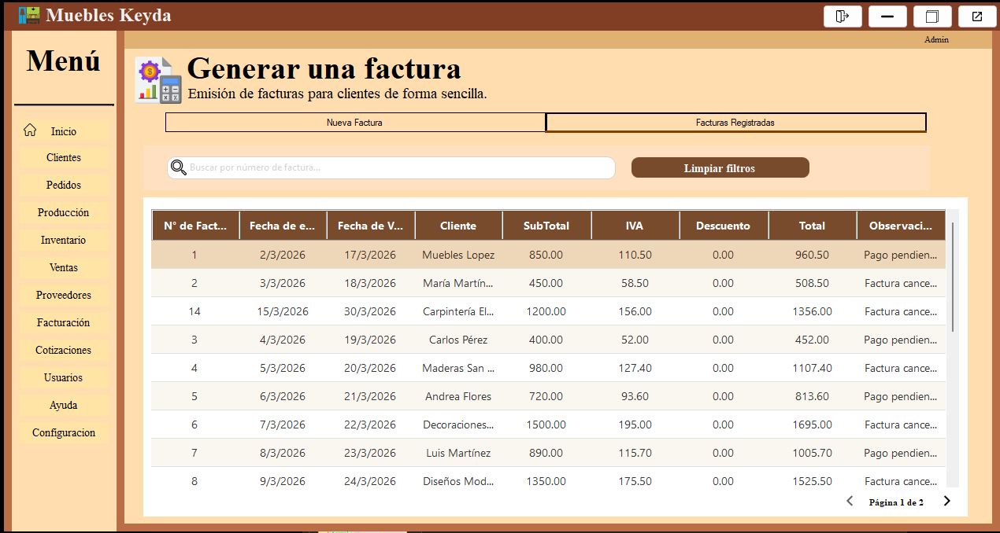 Muebles Keyda
Admin
Menú
Inicio
Clientes
Pedidos
Producción
Inventario
Ventas
Proveedores
Facturación
Cotizaciones
Usuarios
Ayuda
Configuracion
Generar una factura
Emisión de facturas para clientes de forma sencilla.
Nueva Factura Facturas Registradas
Buscar por número de factura... Limpiar filtros
N° de Fact... Fecha de e... Fecha de V... Cliente SubTotal IVA Descuento Total Observaci...
1 2/3/2026 17/3/2026 Muebles Lopez 850.00 110.50 0.00 960.50 Pago pendien...
2 3/3/2026 18/3/2026 María Martín... 450.00 58.50 0.00 508.50 Factura cance...
14 15/3/2026 30/3/2026 Carpintería El... 1200.00 156.00 0.00 1356.00 Factura cance...
3 4/3/2026 19/3/2026 Carlos Pérez 400.00 52.00 0.00 452.00 Pago pendien...
4 5/3/2026 20/3/2026 Maderas San ... 980.00 127.40 0.00 1107.40 Factura cance...
5 6/3/2026 21/3/2026 Andrea Flores 720.00 93.60 0.00 813.60 Pago pendien...
6 7/3/2026 22/3/2026 Decoraciones... 1500.00 195.00 0.00 1695.00 Factura cance...
7 8/3/2026 23/3/2026 Luis Martínez 890.00 115.70 0.00 1005.70 Pago pendien...
8 9/3/2026 24/3/2026 Diseños Mod... 1350.00 175.50 0.00 1525.50 Factura cance...
Página 1 de 2